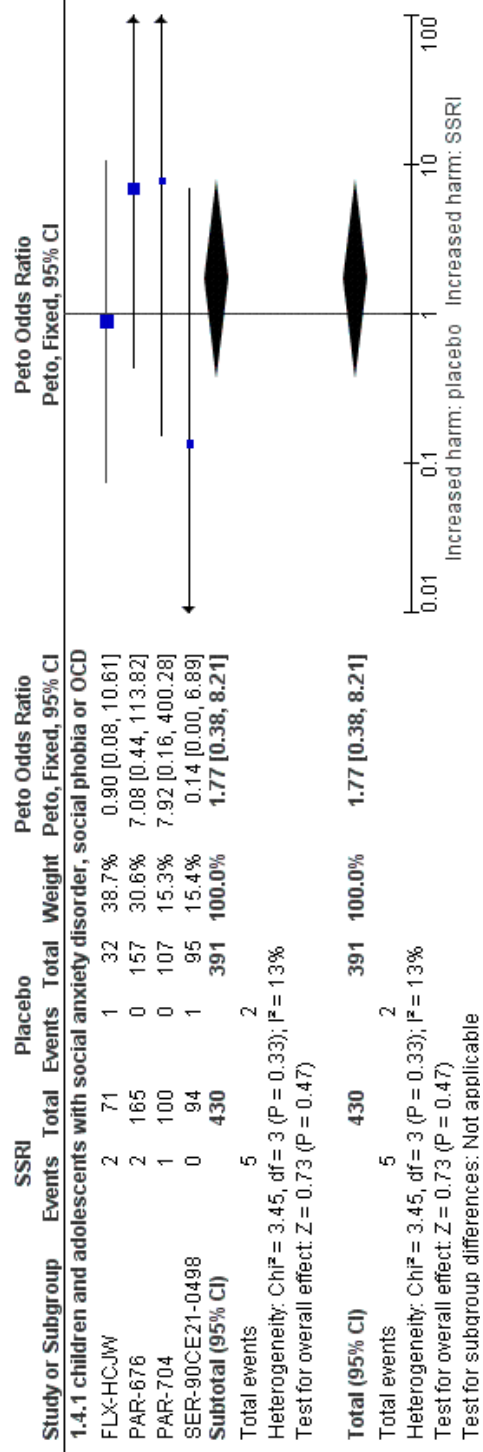 SSRI Placebo Peto Odds Ratio Peto Odds Ratio
Study or Subgroup Events Total Events Total Weight Peto, Fixed, 95% CI Peto, Fixed, 95% CI
1.4.1 children and adolescents with social anxiety disorder, social phobia or OCD
FLX-HCJW 2 71 1 32 38.7% 0.90 [0.08, 10.61]
PAR-676 2 165 0 157 30.6% 7.08 [0.44, 113.82]
PAR-704 1 100 0 107 15.3% 7.92 [0.16, 400.28]
SER-90CE21-0498 0 94 1 95 15.4% 0.14 [0.00, 6.89]
Subtotal (95% CI) 430 391 100.0% 1.77 [0.38, 8.21]
Total events 5 2
Heterogeneity: Chi² = 3.45, df = 3 (P = 0.33); I² = 13%
Test for overall effect: Z = 0.73 (P = 0.47)
Total (95% CI) 430 391 100.0% 1.77 [0.38, 8.21]
Total events 5 2
Heterogeneity: Chi² = 3.45, df = 3 (P = 0.33); I² = 13%
Test for overall effect: Z = 0.73 (P = 0.47)
Test for subgroup differences: Not applicable
0.01 0.1 1 10 100
Increased harm: placebo Increased harm: SSRI